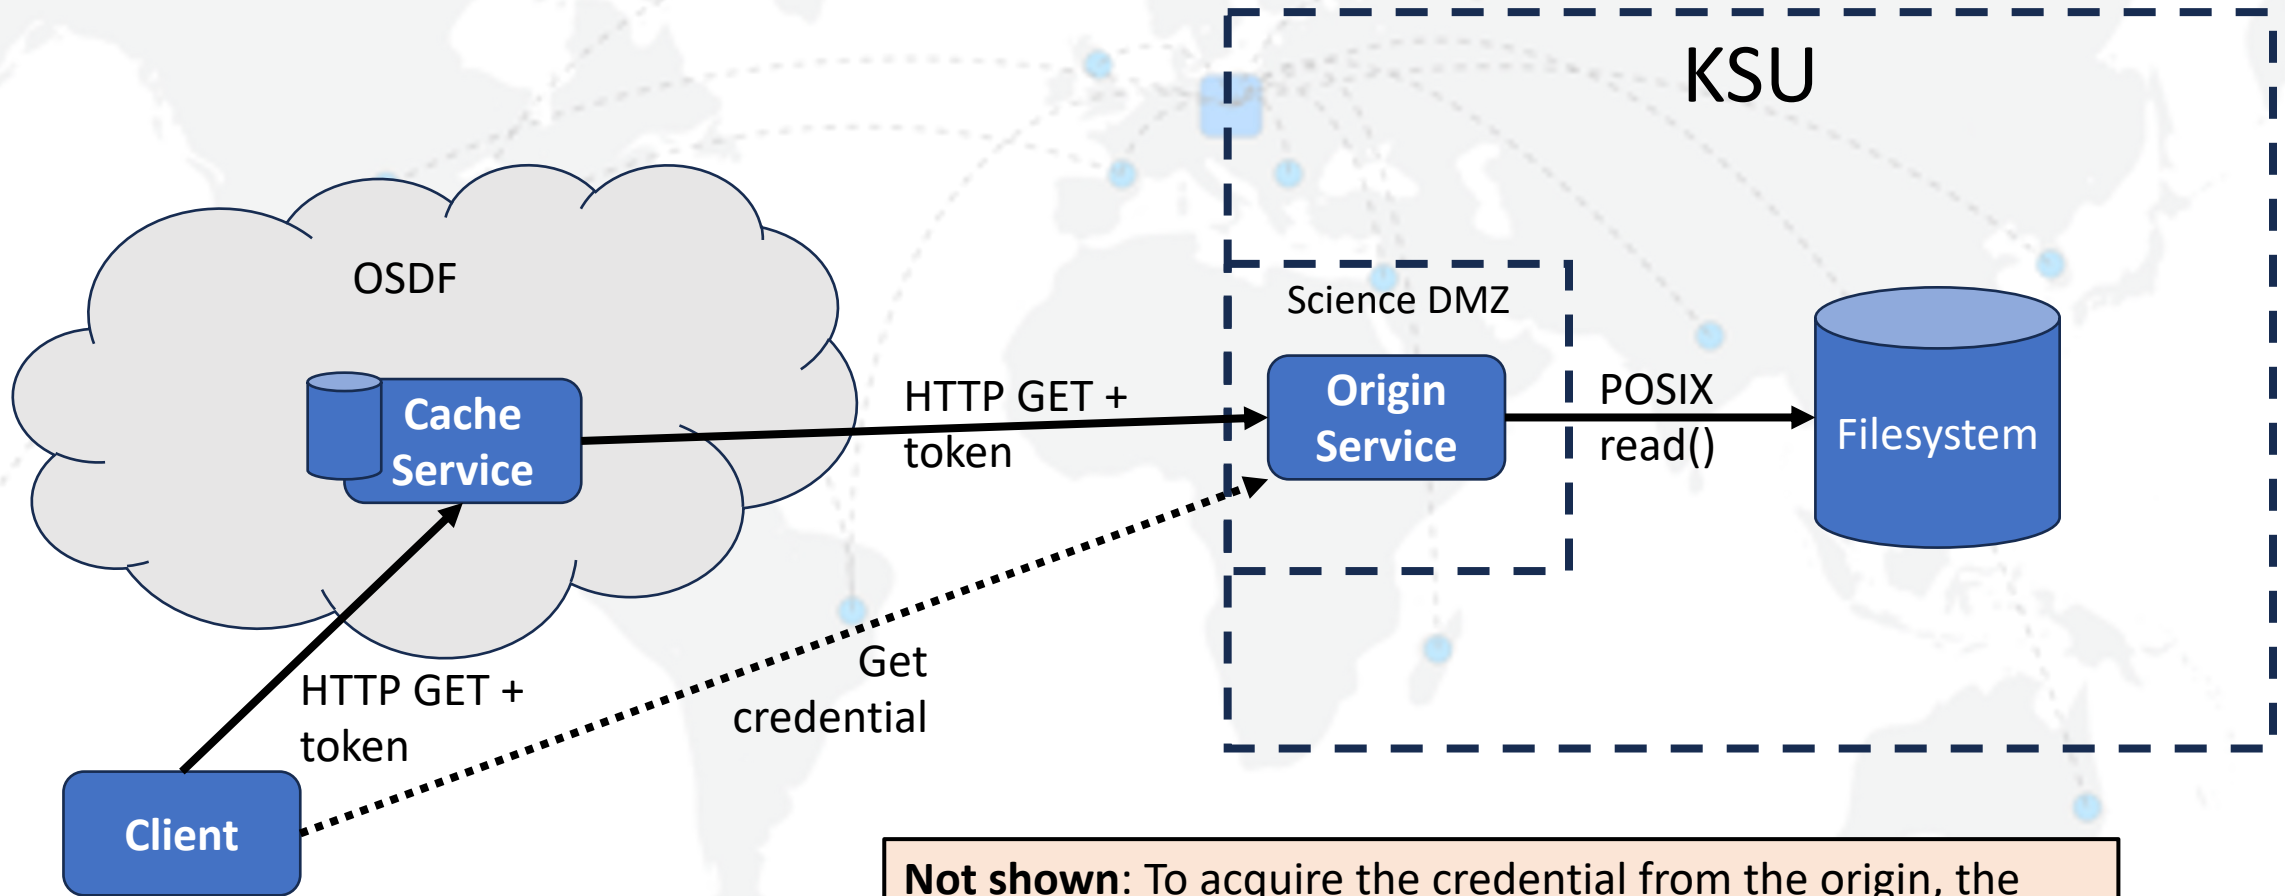 KSU
OSDF
Science DMZ
Cache
Service
HTTP GET +
token
Origin
Service
POSIX
read()
Filesystem
HTTP GET +
token
Get
credential
Client
Not shown: To acquire the credential from the origin, the